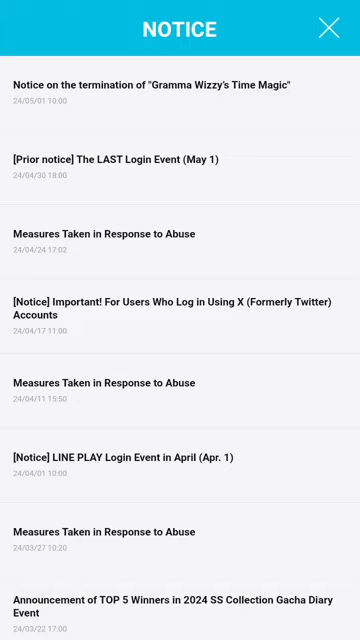 NOTICE
Notice on the termination of "Gramma Wizzy's Time Magic"
24/05/01 10:00
[Prior notice] The LAST Login Event (May 1)
24/04/30 18:00
Measures Taken in Response to Abuse
24/04/24 17:02
[Notice] Important! For Users Who Log in Using X (Formerly Twitter)
Accounts
24/04/17 11:00
Measures Taken in Response to Abuse
24/04/11 15:50
[Notice] LINE PLAY Login Event in April (Apr. 1)
24/04/01 10:00
Measures Taken in Response to Abuse
24/03/27 10:20
Announcement of TOP 5 Winners in 2024 SS Collection Gacha Diary
Event
24/03/22 17:00